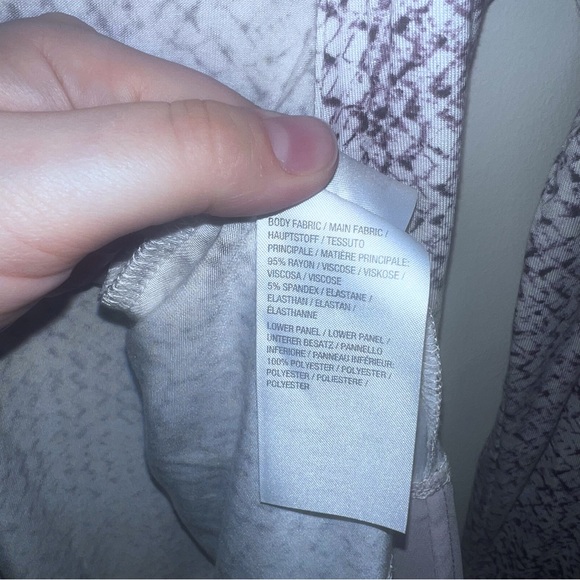 BODY FABRIC / MAIN FABRIC /
HAUPTSTOFF / TESSUTO
PRINCIPALE / MATIÈRE PRINCIPALE:
95% RAYON / VISCOSE / VISKOSE /
VISCOSA / VISCOSE
5% SPANDEX / ELASTANE /
ELASTHAN / ELASTAN /
ÉLASTHANNE
LOWER PANEL / LOWER PANEL /
UNTERER BESATZ / PANNELLO
INFERIORE / PANNEAU INFÉRIEUR:
100% POLYESTER / POLYESTER /
POLYESTER / POLIESTERE /
POLYESTER